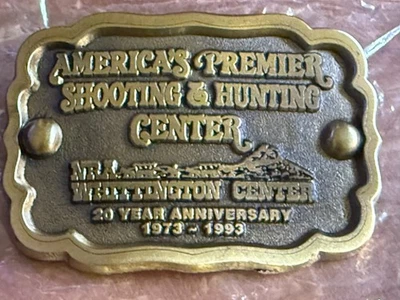 AMERICA'S PREMIER
SHOOTING & HUNTING
CENTER
NRA
WHITTINGTON CENTER
20 YEAR ANNIVERSARY
1973 ~ 1993